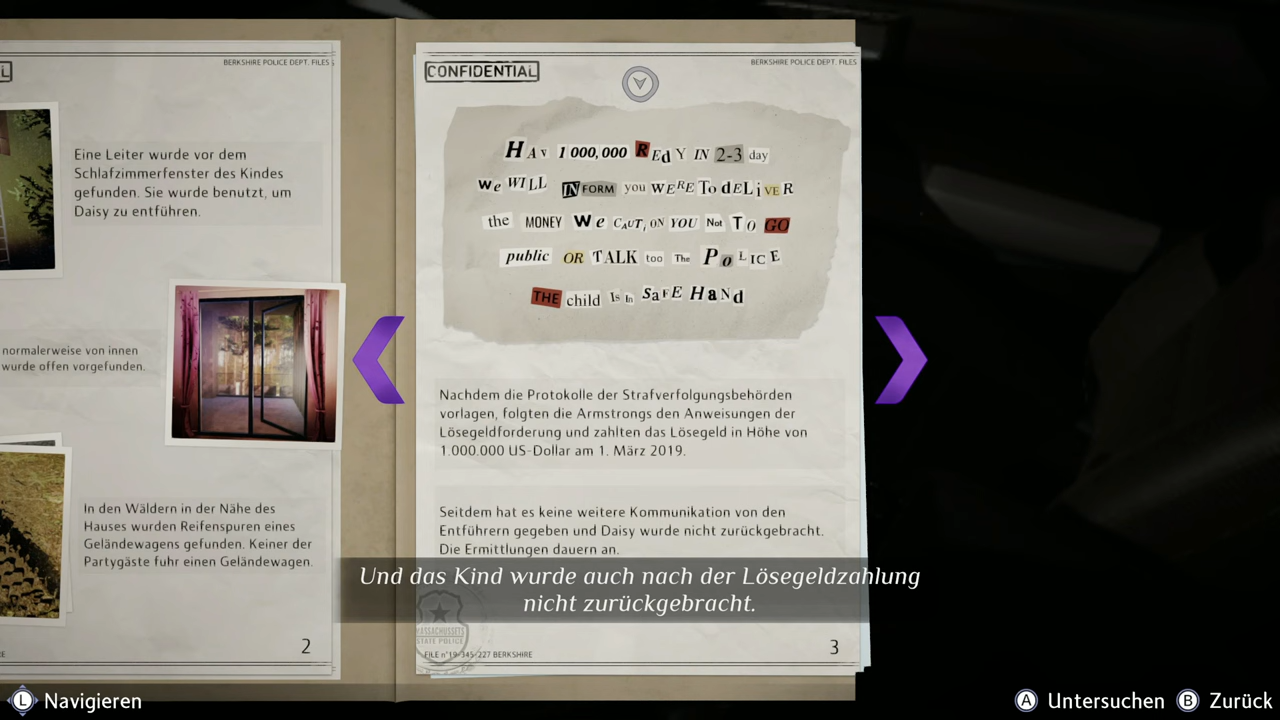 BERKSHIRE POLICE DEPT. FILES
Eine Leiter wurde vor dem
Schlafzimmerfenster des Kindes
gefunden. Sie wurde benutzt, um
Daisy zu entführen.
normalerweise von innen
wurde offen vorgefunden.
In den Wäldern in der Nähe des
Hauses wurden Reifenspuren eines
Geländewagens gefunden. Keiner der
Partygäste fuhr einen Geländewagen.
2
BERKSHIRE POLICE DEPT. FILES
CONFIDENTIAL
HAv 1000,000 REdY IN 2-3 day
We WILL INFORM you WERE To dELiVER
the MONEY We CAUTION YOU Not TO GO
public OR TALK too The PoLICE
THE child Is In SaFE HaNd
Nachdem die Protokolle der Strafverfolgungsbehörden
vorlagen, folgten die Armstrongs den Anweisungen der
Lösegeldforderung und zahlten das Lösegeld in Höhe von
1.000.000 US-Dollar am 1. März 2019.
Seitdem hat es keine weitere Kommunikation von den
Entführern gegeben und Daisy wurde nicht zurückgebracht.
Die Ermittlungen dauern an.
Und das Kind wurde auch nach der Lösegeldzahlung
nicht zurückgebracht.
MASSACHUSSETS
STATE POLICE
FILE n°19-345-227 BERKSHIRE
3
L Navigieren
A Untersuchen B Zurück